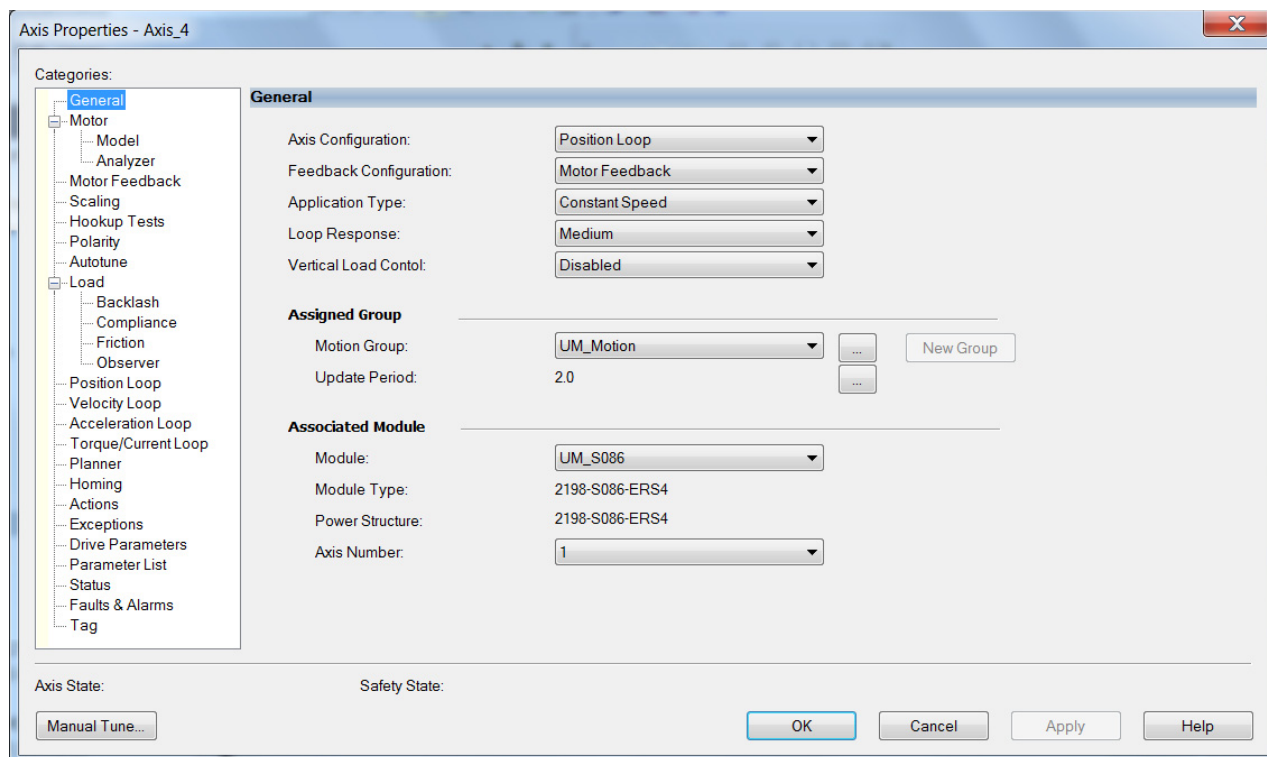 Axis Properties - Axis_4
X
Categories:
General
Motor
Model
Analyzer
Motor Feedback
Scaling
Hookup Tests
Polarity
Autotune
Load
Backlash
Compliance
Friction
Observer
Position Loop
Velocity Loop
Acceleration Loop
Torque/Current Loop
Planner
Homing
Actions
Exceptions
Drive Parameters
Parameter List
Status
Faults & Alarms
Tag
General
Axis Configuration: Position Loop
Feedback Configuration: Motor Feedback
Application Type: Constant Speed
Loop Response: Medium
Vertical Load Contol: Disabled
Assigned Group
Motion Group: UM_Motion ... New Group
Update Period: 2.0 ...
Associated Module
Module: UM_S086
Module Type: 2198-S086-ERS4
Power Structure: 2198-S086-ERS4
Axis Number: 1
Axis State: Safety State:
Manual Tune... OK Cancel Apply Help